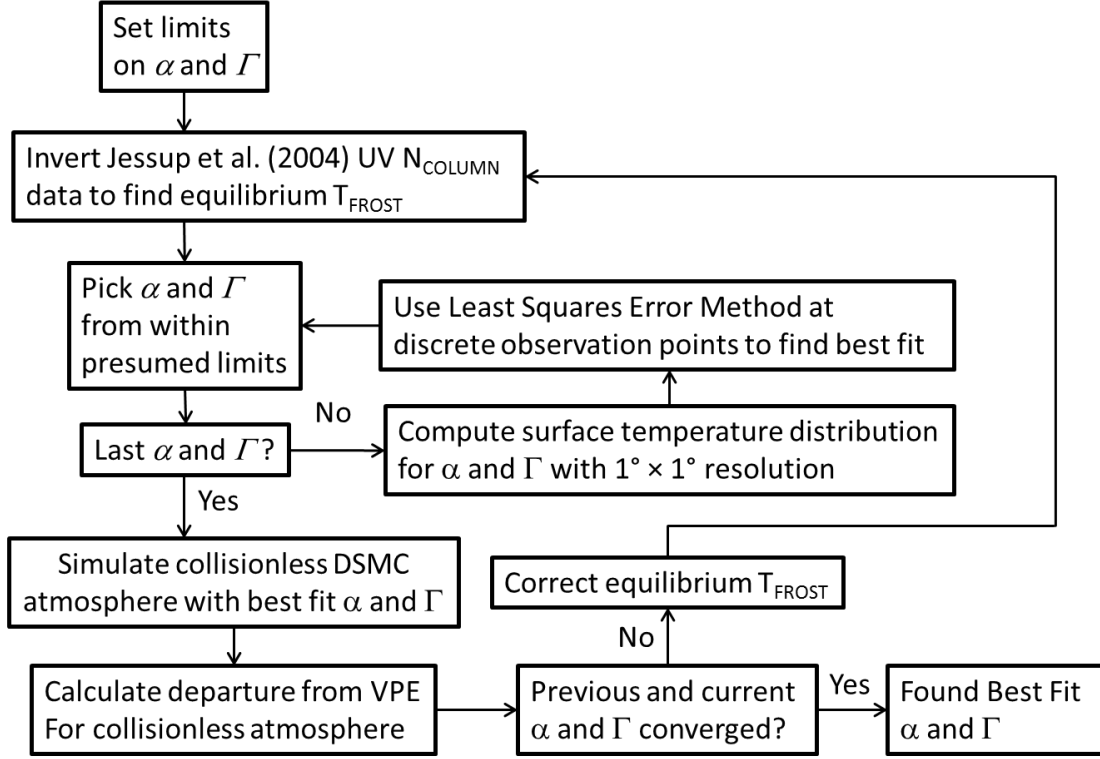 Set limits
on α and Γ
Invert Jessup et al. (2004) UV N_COLUMN
data to find equilibrium T_FROST
Pick α and Γ
from within
presumed limits
Use Least Squares Error Method at
discrete observation points to find best fit
No
Last α and Γ?
Compute surface temperature distribution
for α and Γ with 1° × 1° resolution
Yes
Simulate collisionless DSMC
atmosphere with best fit α and Γ
Correct equilibrium T_FROST
No
Calculate departure from VPE
For collisionless atmosphere
Previous and current
α and Γ converged?
Yes
Found Best Fit
α and Γ